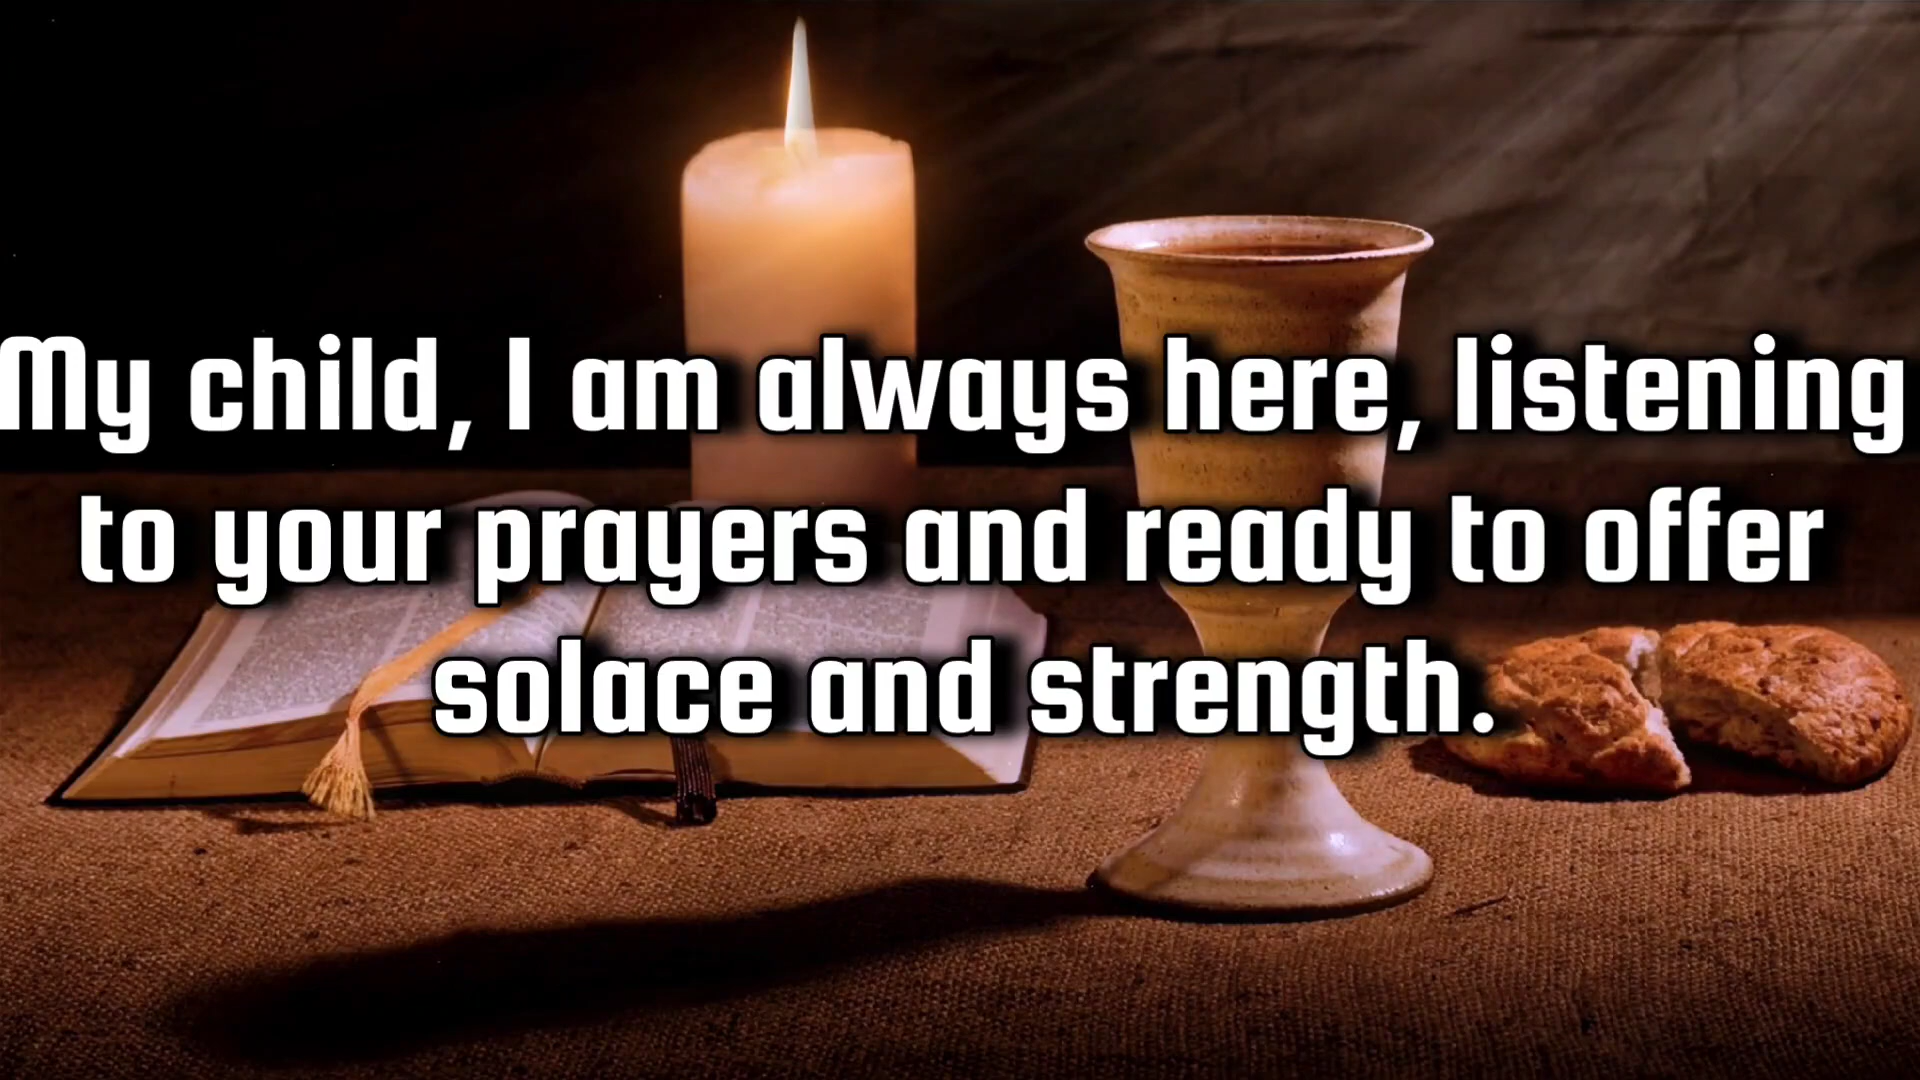 My child, I am always here, listening
to your prayers and ready to offer
solace and strength.